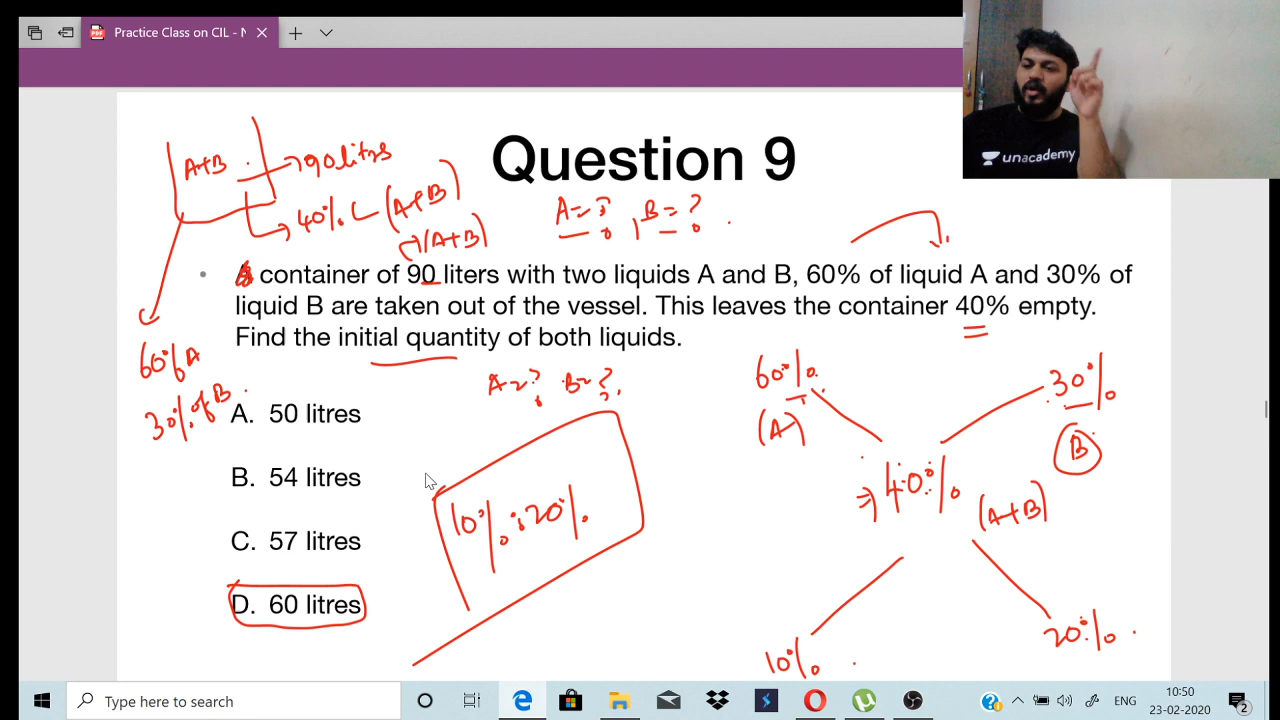 Practice Class on CIL - N
unacademy
Question 9
A+B
90 litres
40% (A+B)
(A+B)
A=? , B=?
• A container of 90 liters with two liquids A and B, 60% of liquid A and 30% of
liquid B are taken out of the vessel. This leaves the container 40% empty.
Find the initial quantity of both liquids.
60% A
30% of B
A=? B=?
60%
(A)
30%
B
A. 50 litres
B. 54 litres
C. 57 litres
D. 60 litres
10% : 20%
⇒ 40%
(A+B)
10%
20%
Type here to search
ENG
10:50
23-02-2020
2